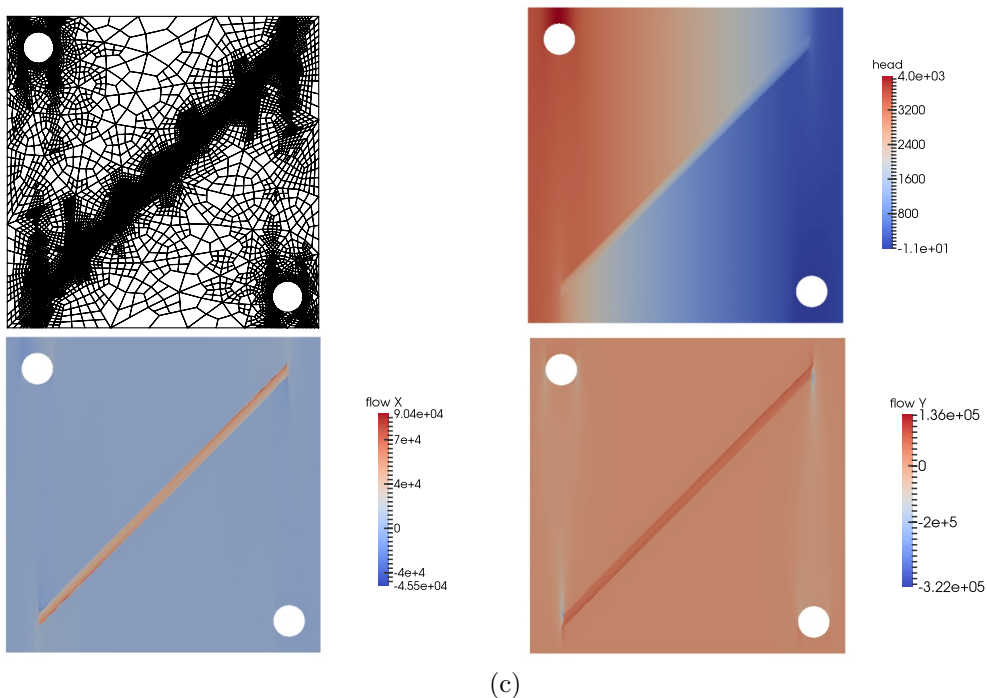 head
4.0e+03
3200
2400
1600
800
-1.1e+01
flow X
9.04e+04
7e+4
4e+4
0
-4e+4
-4.55e+04
flow Y
1.36e+05
0
-2e+5
-3.22e+05
(c)